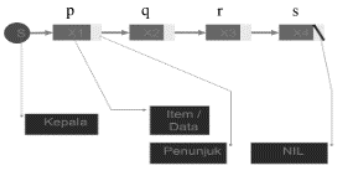 p q r s
S X1 X2 X3 X4
Kepala
Item /
Data
Penunjuk NIL